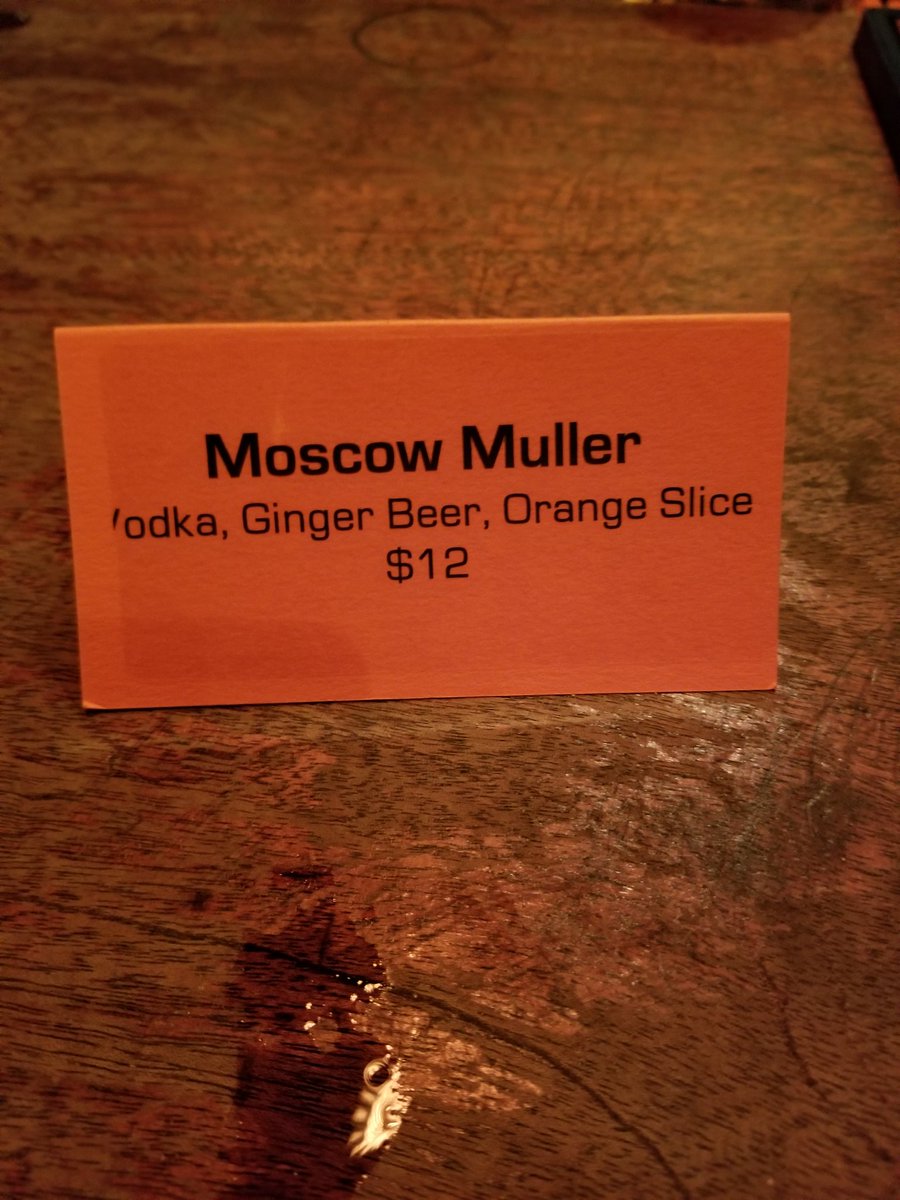 Moscow Muller
Vodka, Ginger Beer, Orange Slice
$12